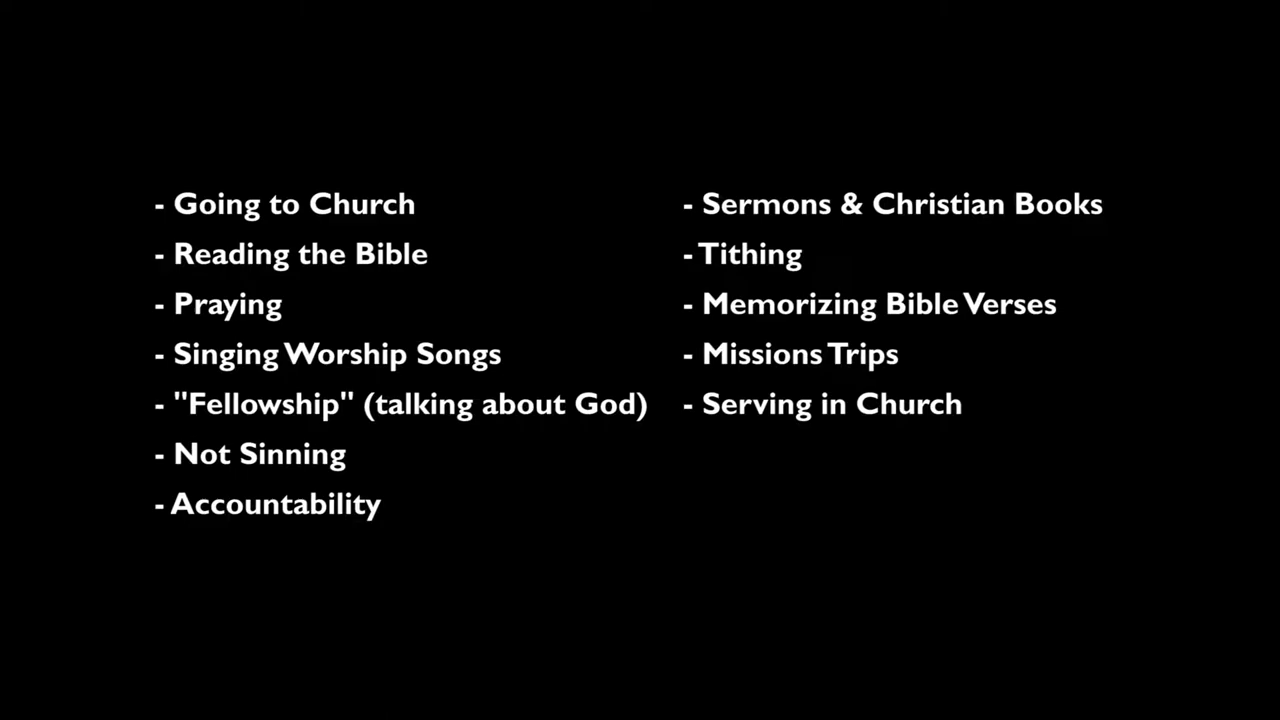 - Going to Church
- Reading the Bible
- Praying
- Singing Worship Songs
- "Fellowship" (talking about God)
- Not Sinning
- Accountability
- Sermons & Christian Books
- Tithing
- Memorizing Bible Verses
- Missions Trips
- Serving in Church